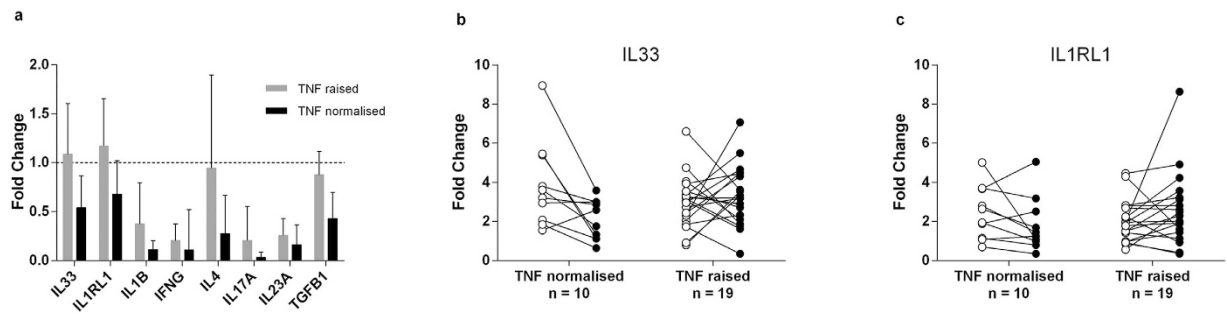 a
Fold Change
2.0
1.5
1.0
0.5
0.0
TNF raised
TNF normalised
IL33
IL1RL1
IL1B
IFNG
IL4
IL17A
IL23A
TGFB1
b
IL33
Fold Change
10
8
6
4
2
0
TNF normalised
n = 10
TNF raised
n = 19
c
IL1RL1
Fold Change
10
8
6
4
2
0
TNF normalised
n = 10
TNF raised
n = 19